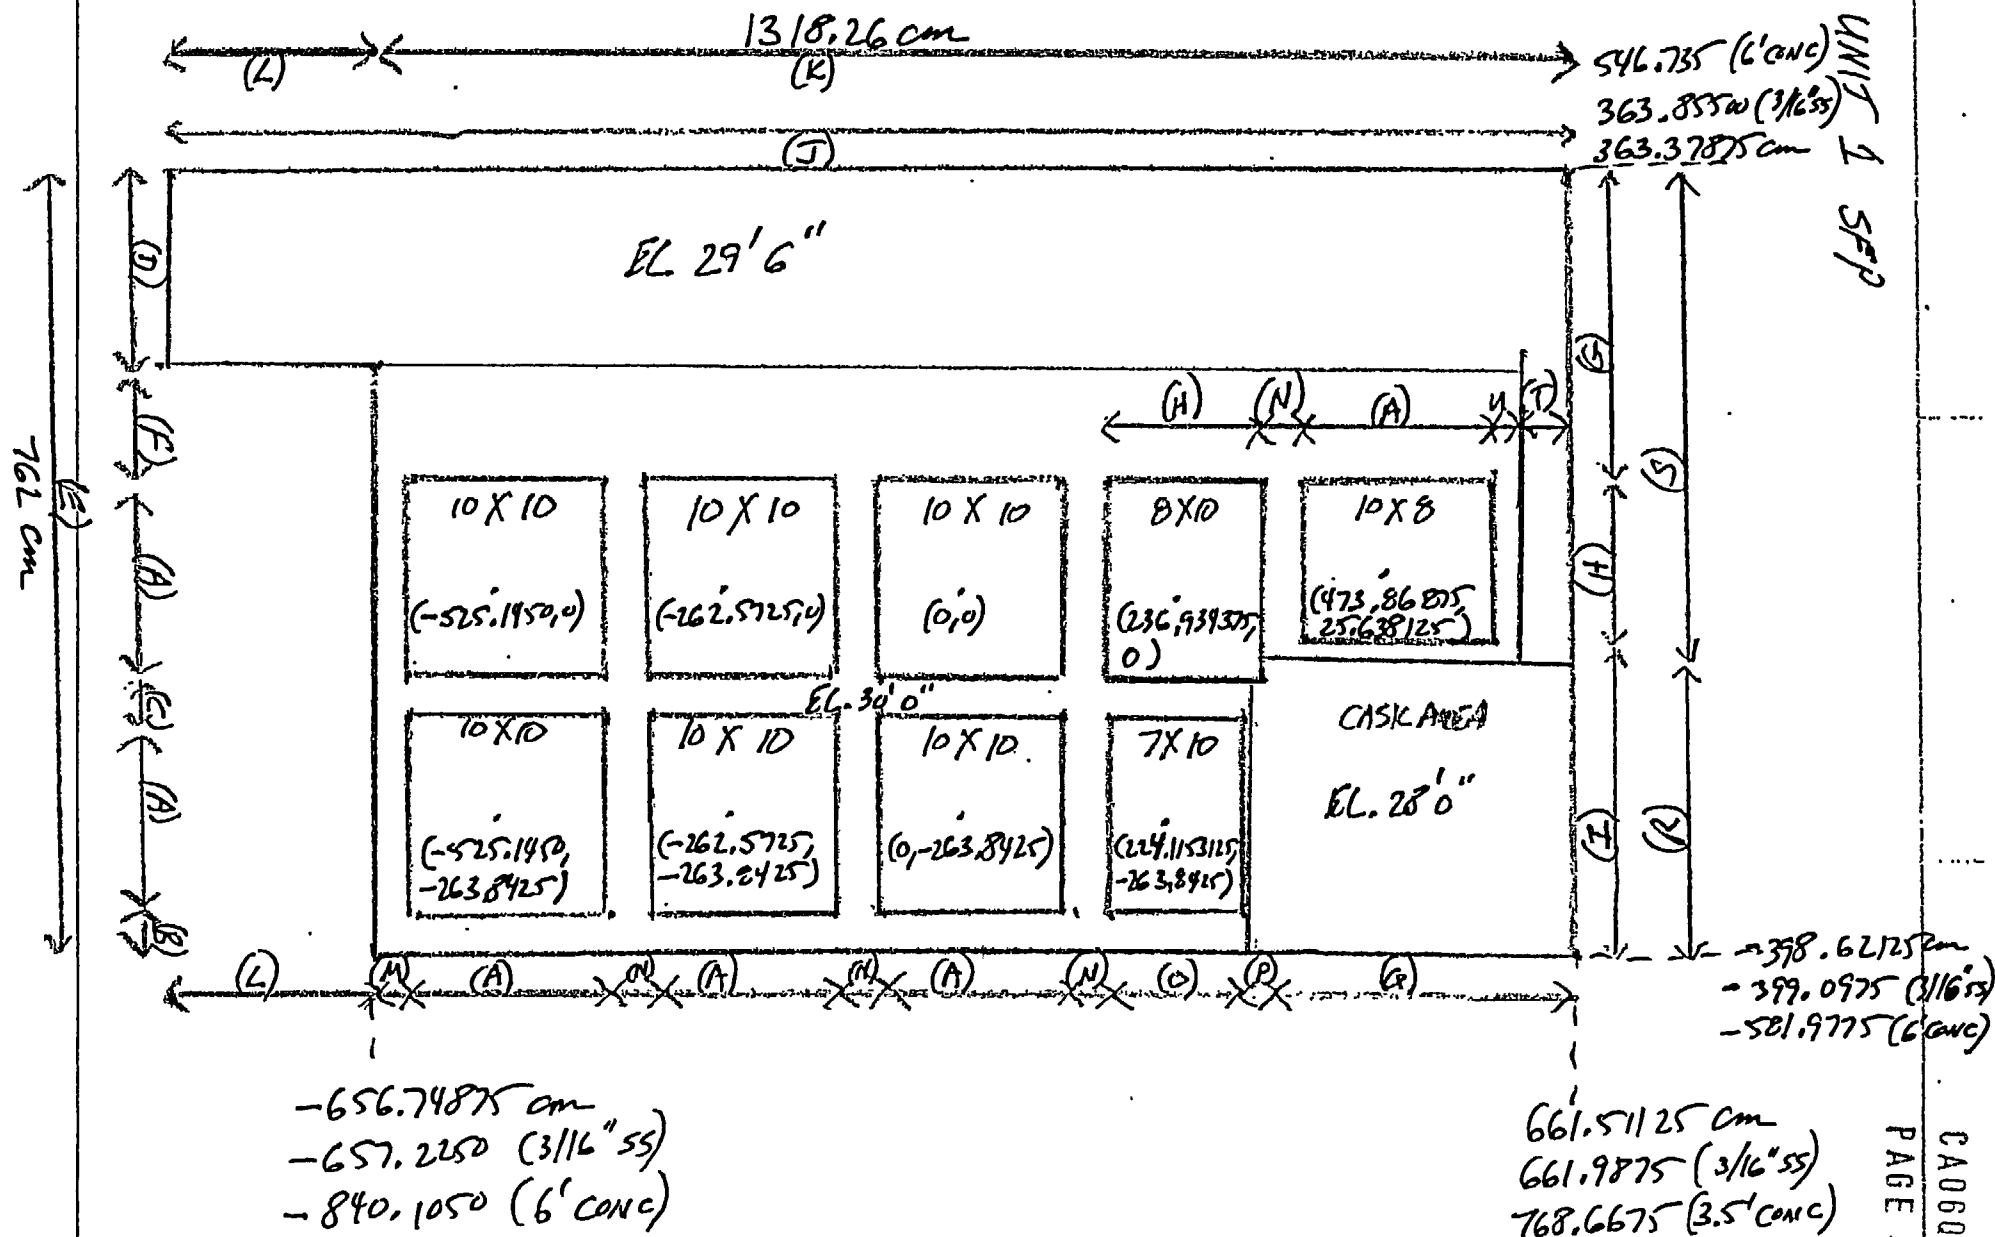 1318.26 cm
(L)
(K)
546.735 (6' CONC)
363.85500 (3/16" SS)
363.37875 cm
(J)
UNIT 1 SFP
EL. 29' 6"
(D)
(G)
(S)
(H)
(N)
(A)
(T)
(F)
762 cm
(E)
10 X 10
10 X 10
10 X 10
8 X 10
10 X 8
(A)
(H)
(-525.1450,0)
(-262.5725,0)
(0,0)
(236.939375,
0)
(473.86875,
25.638125)
EL. 30' 0"
(C)
10 X 10
10 X 10
10 X 10
7 X 10
CASK AREA
EL. 28' 0"
(A)
(I)
(R)
(-525.1450,
-263.8425)
(-262.5725,
-263.8425)
(0,-263.8425)
(224.1153125,
-263.8425)
(B)
(L)
(M)
(A)
(N)
(A)
(N)
(A)
(N)
(O)
(P)
(Q)
-398.62125 cm
-399.0975 (3/16" SS)
-581.9775 (6' CONC)
-656.74875 cm
-657.2250 (3/16" SS)
-840.1050 (6' CONC)
661.51125 cm
661.9875 (3/16" SS)
768.6675 (3.5' CONC)
CA060
PAGE